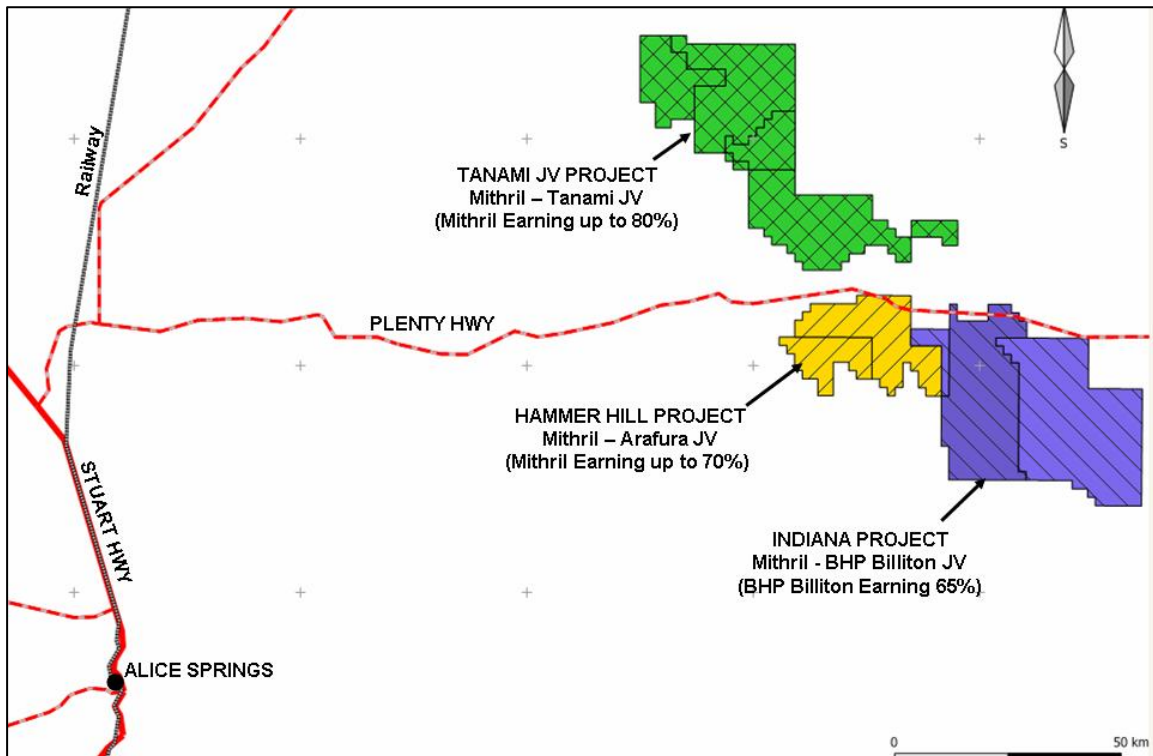 Railway
S
TANAMI JV PROJECT
Mithril – Tanami JV
(Mithril Earning up to 80%)
PLENTY HWY
HAMMER HILL PROJECT
Mithril – Arafura JV
(Mithril Earning up to 70%)
STUART HWY
INDIANA PROJECT
Mithril - BHP Billiton JV
(BHP Billiton Earning 65%)
ALICE SPRINGS
0
50 km